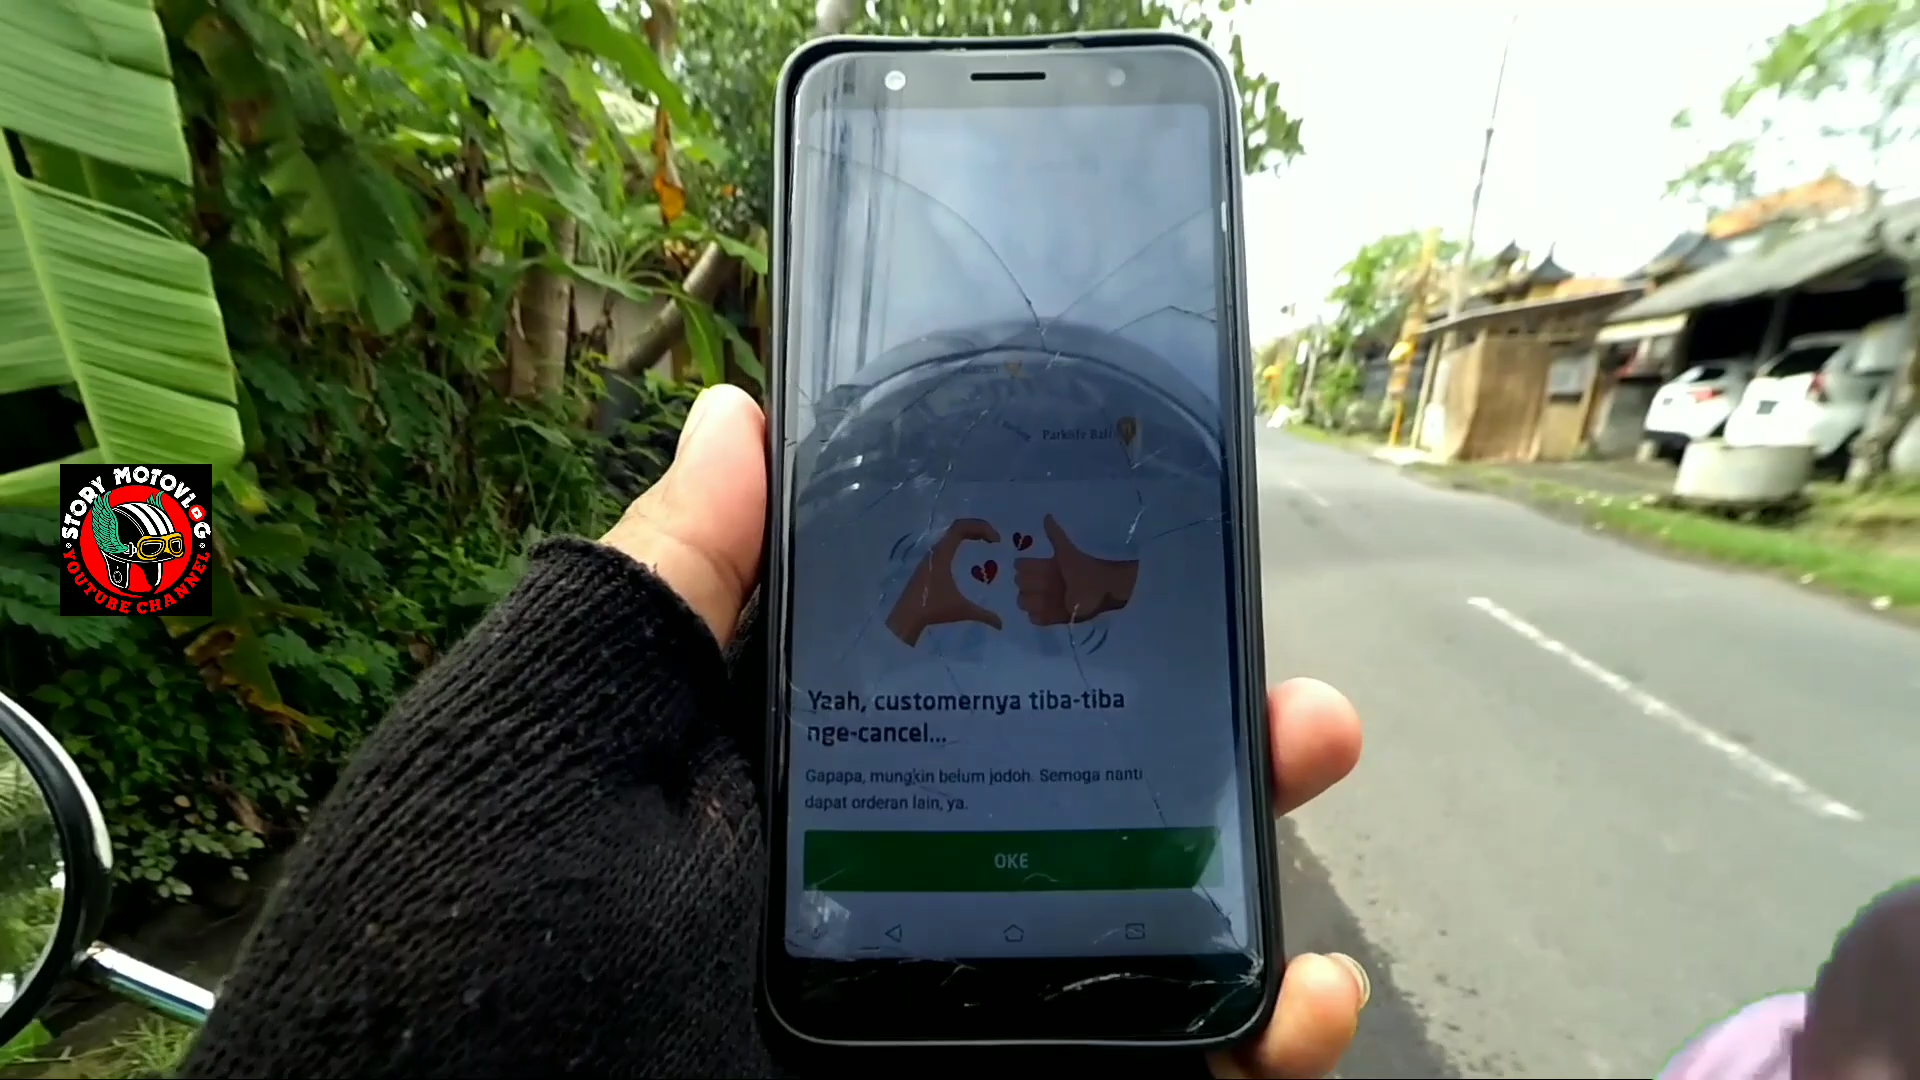 STORY MOTOVLOG
YOUTUBE CHANNEL
Parkside Bali
Yaah, customernya tiba-tiba
nge-cancel...
Gapapa, mungkin belum jodoh. Semoga nanti
dapat orderan lain, ya.
OKE